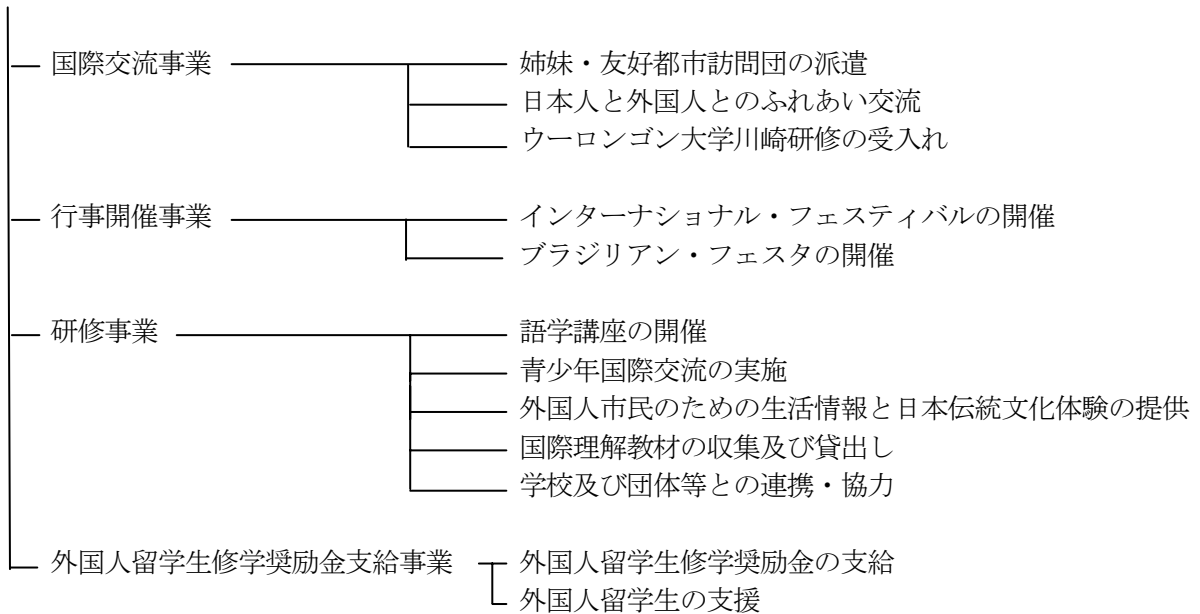 国際交流事業 姉妹・友好都市訪問団の派遣
日本人と外国人とのふれあい交流
ウーロンゴン大学川崎研修の受入れ
行事開催事業 インターナショナル・フェスティバルの開催
ブラジリアン・フェスタの開催
研修事業 語学講座の開催
青少年国際交流の実施
外国人市民のための生活情報と日本伝統文化体験の提供
国際理解教材の収集及び貸出し
学校及び団体等との連携・協力
外国人留学生修学奨励金支給事業 外国人留学生修学奨励金の支給
外国人留学生の支援